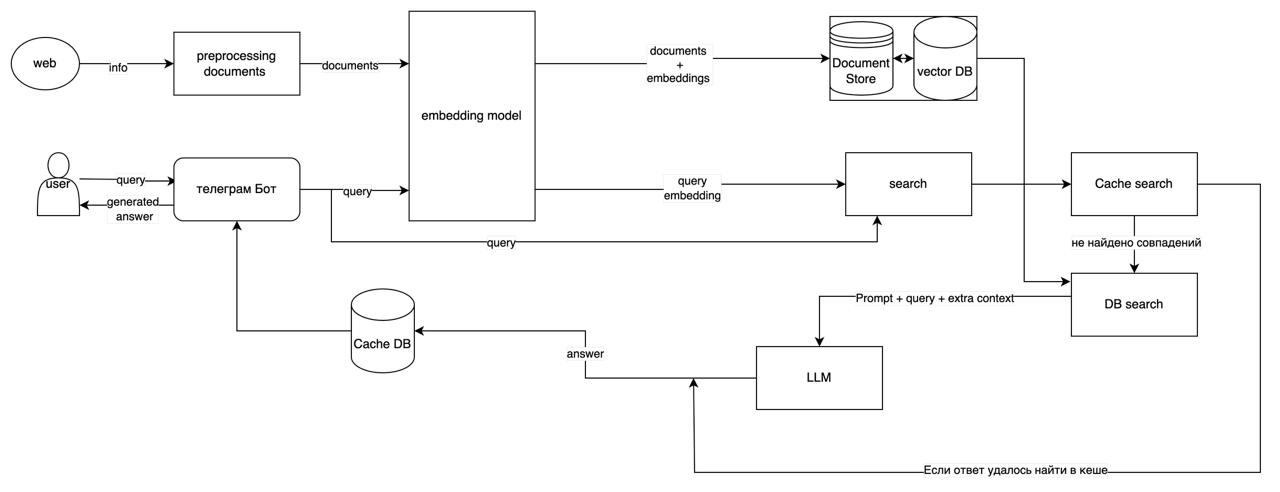 web
info
preprocessing
documents
documents
embedding model
documents
+
embeddings
Document
Store
vector DB
user
query
generated
answer
телеграм Бот
query
query
embedding
search
Cache search
query
не найдено совпадений
DB search
Prompt + query + extra context
Cache DB
answer
LLM
Если ответ удалось найти в кеше